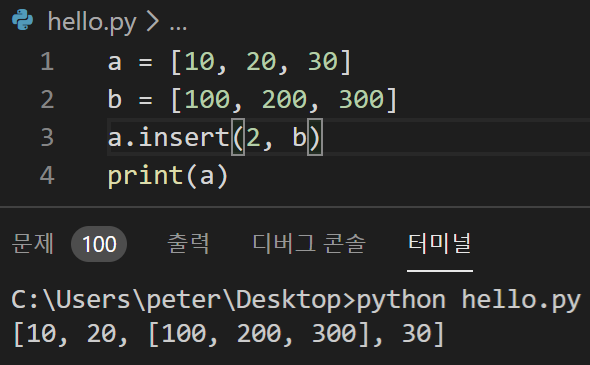 hello.py > ...
1 a = [10, 20, 30]
2 b = [100, 200, 300]
3 a.insert(2, b)
4 print(a)
문제 100 출력 디버그 콘솔 터미널
C:\Users\peter\Desktop>python hello.py
[10, 20, [100, 200, 300], 30]